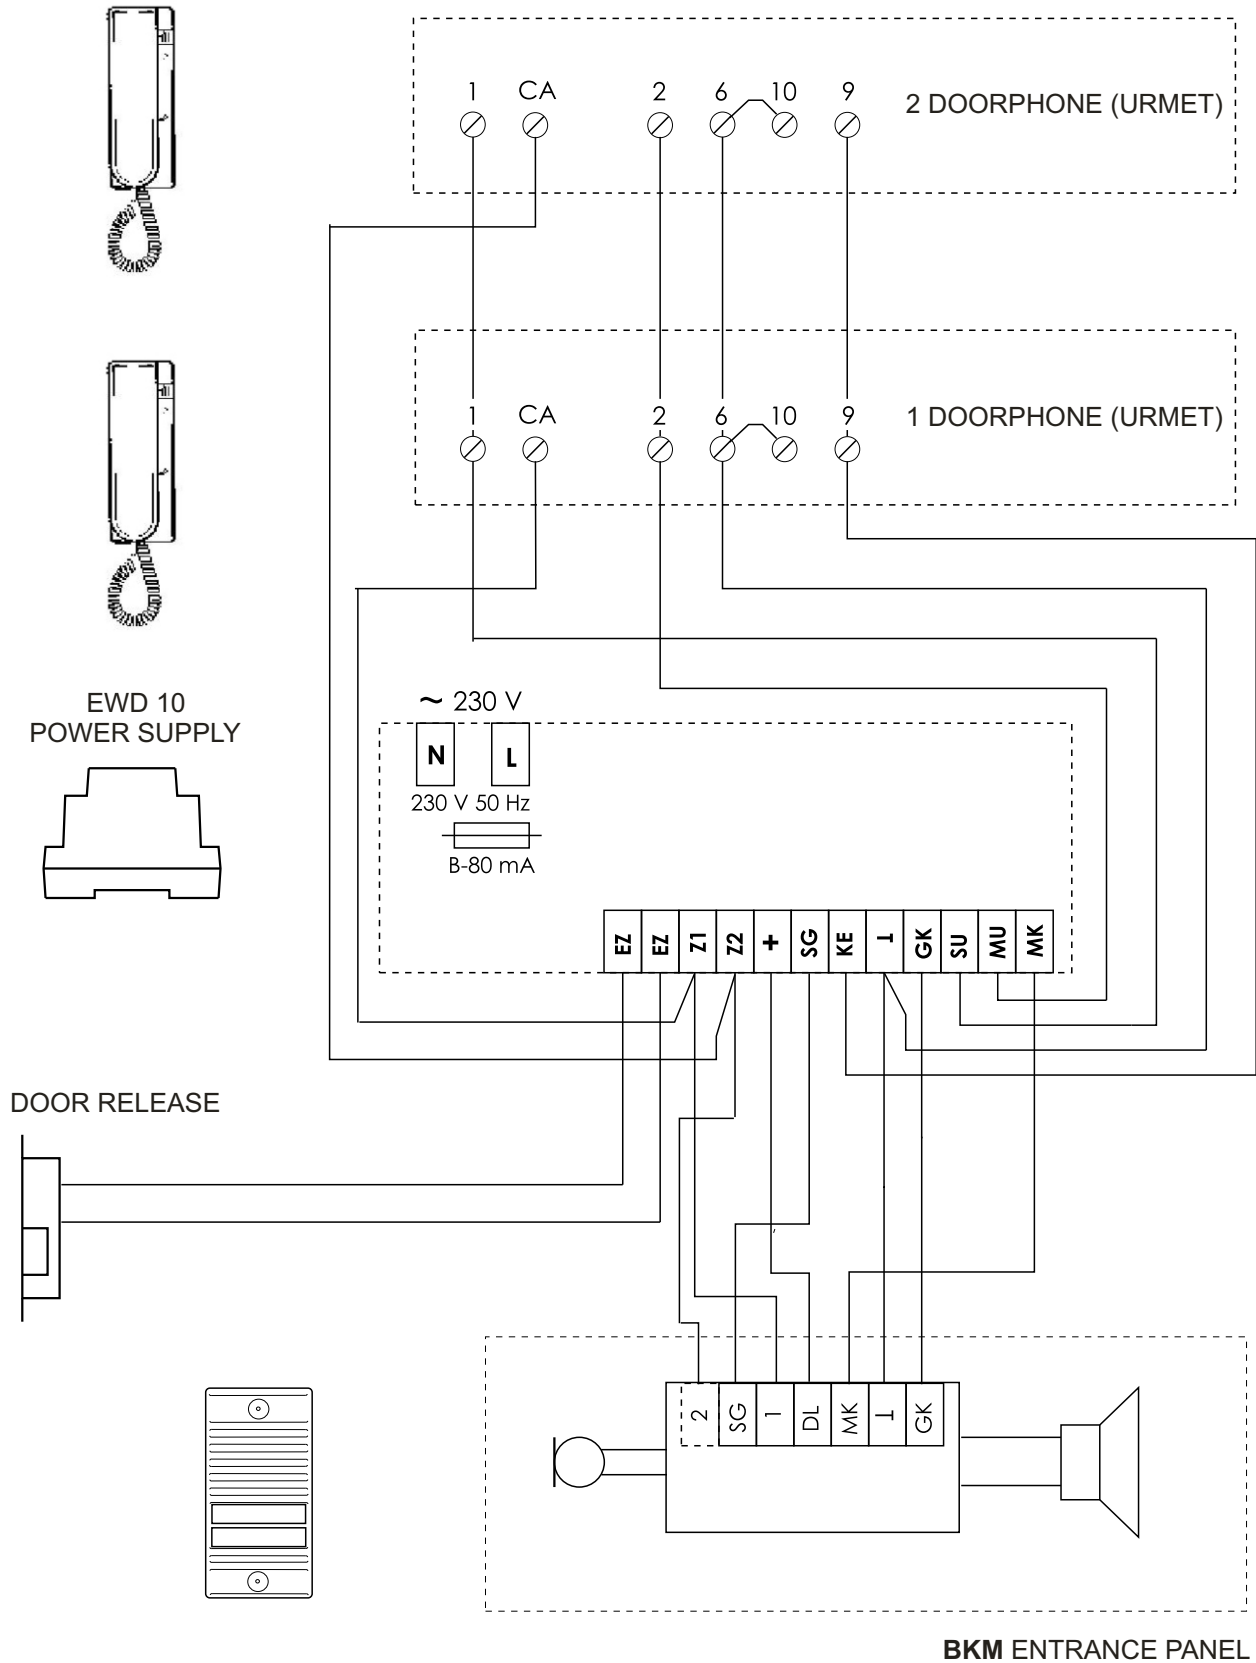 1 CA 2 6 10 9
2 DOORPHONE (URMET)
1 CA 2 6 10 9
1 DOORPHONE (URMET)
EWD 10
POWER SUPPLY
~ 230 V
N L
230 V 50 Hz
B-80 mA
EZ EZ Z1 Z2 + SG KE ⊥ GK SU MU MK
DOOR RELEASE
2 SG 1 DL MK ⊥ GK
BKM ENTRANCE PANEL